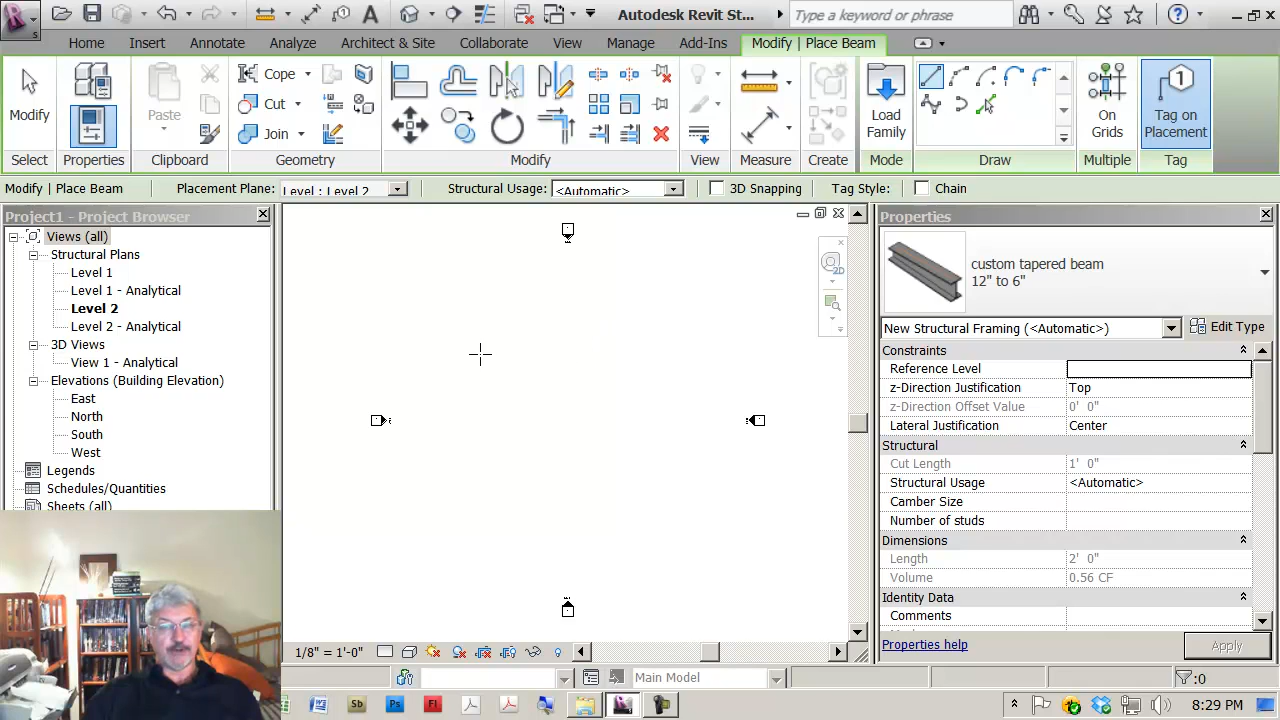 Autodesk Revit St...
Type a keyword or phrase
Home
Insert
Annotate
Analyze
Architect & Site
Collaborate
View
Manage
Add-Ins
Modify | Place Beam
Modify
Paste
Cope
Cut
Join
Load
Family
On
Grids
Tag on
Placement
Select
Properties
Clipboard
Geometry
Modify
View
Measure
Create
Mode
Draw
Multiple
Tag
Modify | Place Beam
Placement Plane:
Level : Level 2
Structural Usage:
<Automatic>
3D Snapping
Tag Style:
Chain
Project1 - Project Browser
Views (all)
Structural Plans
Level 1
Level 1 - Analytical
Level 2
Level 2 - Analytical
3D Views
View 1 - Analytical
Elevations (Building Elevation)
East
North
South
West
Legends
Schedules/Quantities
Sheets (all)
2D
Properties
custom tapered beam
12" to 6"
New Structural Framing (<Automatic>)
Edit Type
Constraints
Reference Level
z-Direction Justification Top
z-Direction Offset Value 0' 0"
Lateral Justification Center
Structural
Cut Length 1' 0"
Structural Usage <Automatic>
Camber Size
Number of studs
Dimensions
Length 2' 0"
Volume 0.56 CF
Identity Data
Comments
Properties help
Apply
1/8" = 1'-0"
Main Model
:0
Sb
Ps
Fl
8:29 PM